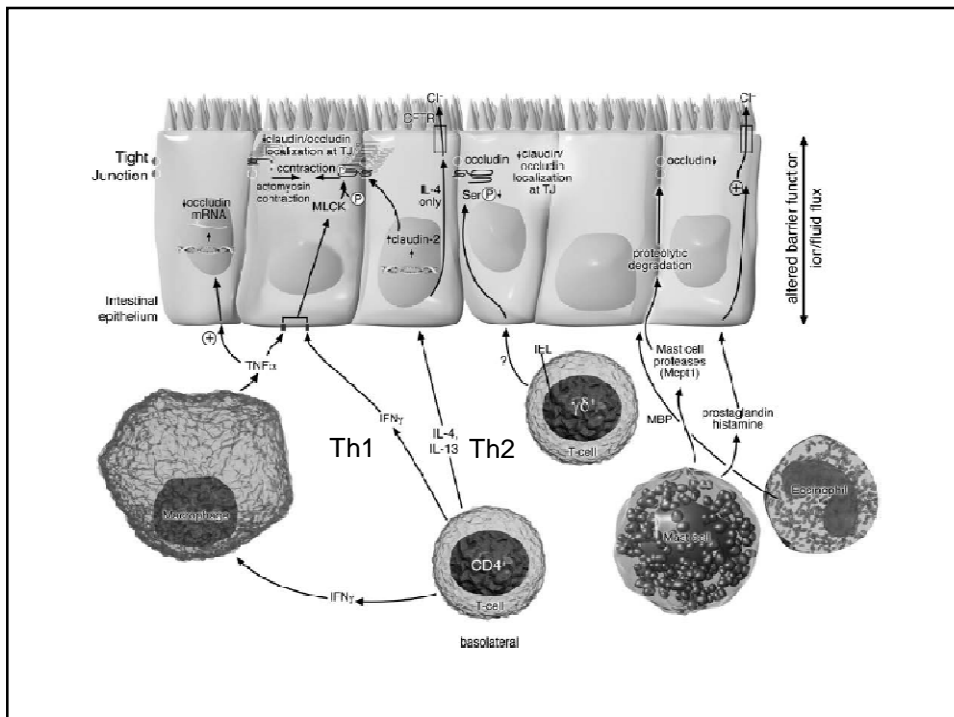 Cl⁻
CFTR
Cl⁻
Tight
Junction
↓claudin/occludin
localization at TJ
contraction
actomyosin
contraction
MLCK
P
↓occludin
mRNA
IL-4
only
↑claudin-2
occludin
Ser P↓
↓claudin/
occludin
localization
at TJ
occludin↓
+
proteolytic
degradation
altered barrier function
ion/fluid flux
Intestinal
epithelium
+
TNFα
IFNγ
Th1
IL-4,
IL-13
Th2
?
IEL
γδ⁺
T-cell
Mast cell
proteases
(Mcpt1)
MBP
prostaglandin
histamine
Macrophage
IFNγ
CD4⁺
T-cell
Mast cell
Eosinophil
basolateral